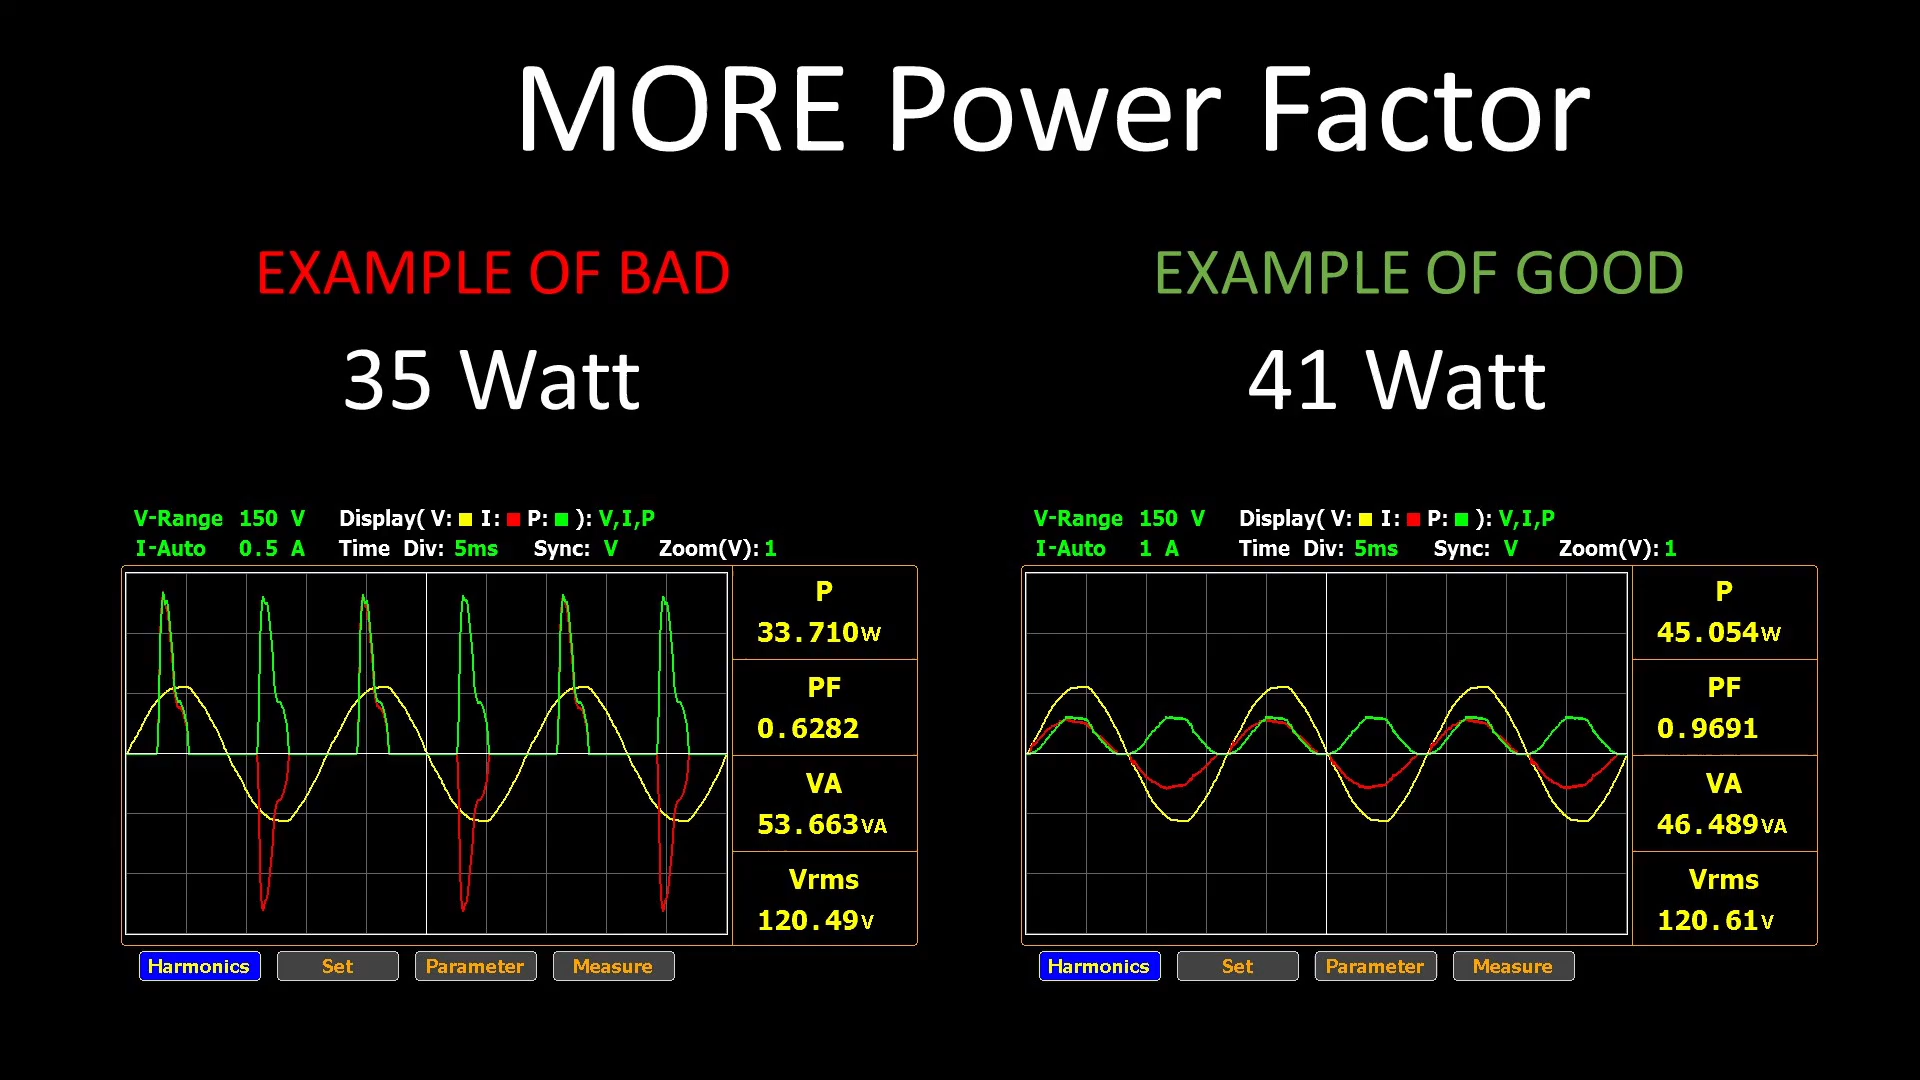 MORE Power Factor
EXAMPLE OF BAD
35 Watt
V-Range 150 V Display( V: I: P: ): V,I,P
I-Auto 0.5 A Time Div: 5ms Sync: V Zoom(V): 1
P
33.710W
PF
0.6282
VA
53.663VA
Vrms
120.49V
Harmonics Set Parameter Measure
EXAMPLE OF GOOD
41 Watt
V-Range 150 V Display( V: I: P: ): V,I,P
I-Auto 1 A Time Div: 5ms Sync: V Zoom(V): 1
P
45.054W
PF
0.9691
VA
46.489VA
Vrms
120.61V
Harmonics Set Parameter Measure